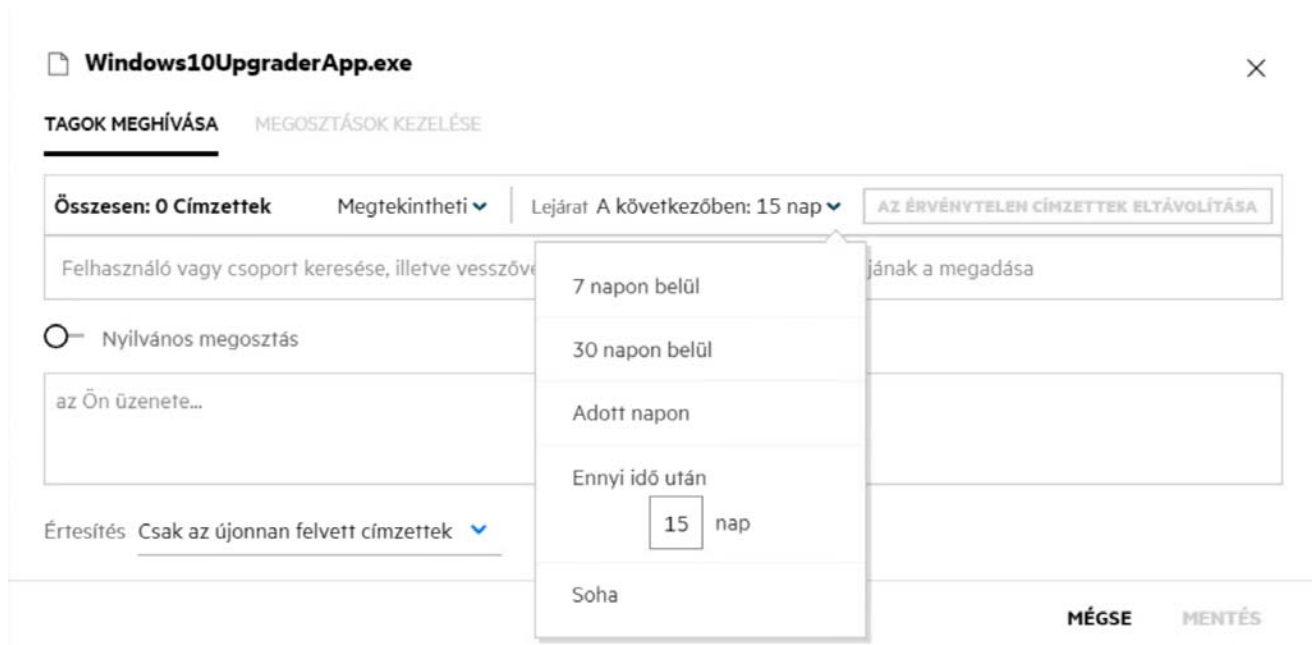 Windows10UpgraderApp.exe
TAGOK MEGHÍVÁSA MEGOSZTÁSOK KEZELÉSE
Összesen: 0 Címzettek Megtekintheti Lejárat A következőben: 15 nap AZ ÉRVÉNYTELEN CÍMZETTEK ELTÁVOLÍTÁSA
Felhasználó vagy csoport keresése, illetve jának a megadása
7 napon belül
Nyilvános megosztás
30 napon belül
az Ön üzenete...
Adott napon
Ennyi idő után
15 nap
Értesítés Csak az újonnan felvett címzettek
Soha
MÉGSE MENTÉS